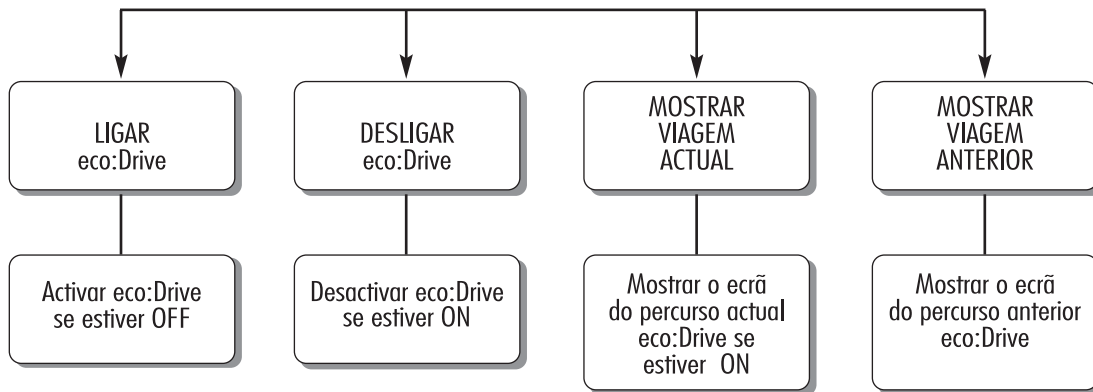 LIGAR
eco:Drive
DESLIGAR
eco:Drive
MOSTRAR
VIAGEM
ACTUAL
MOSTRAR
VIAGEM
ANTERIOR
Activar eco:Drive
se estiver OFF
Desactivar eco:Drive
se estiver ON
Mostrar o ecrã
do percurso actual
eco:Drive se
estiver ON
Mostrar o ecrã
do percurso anterior
eco:Drive